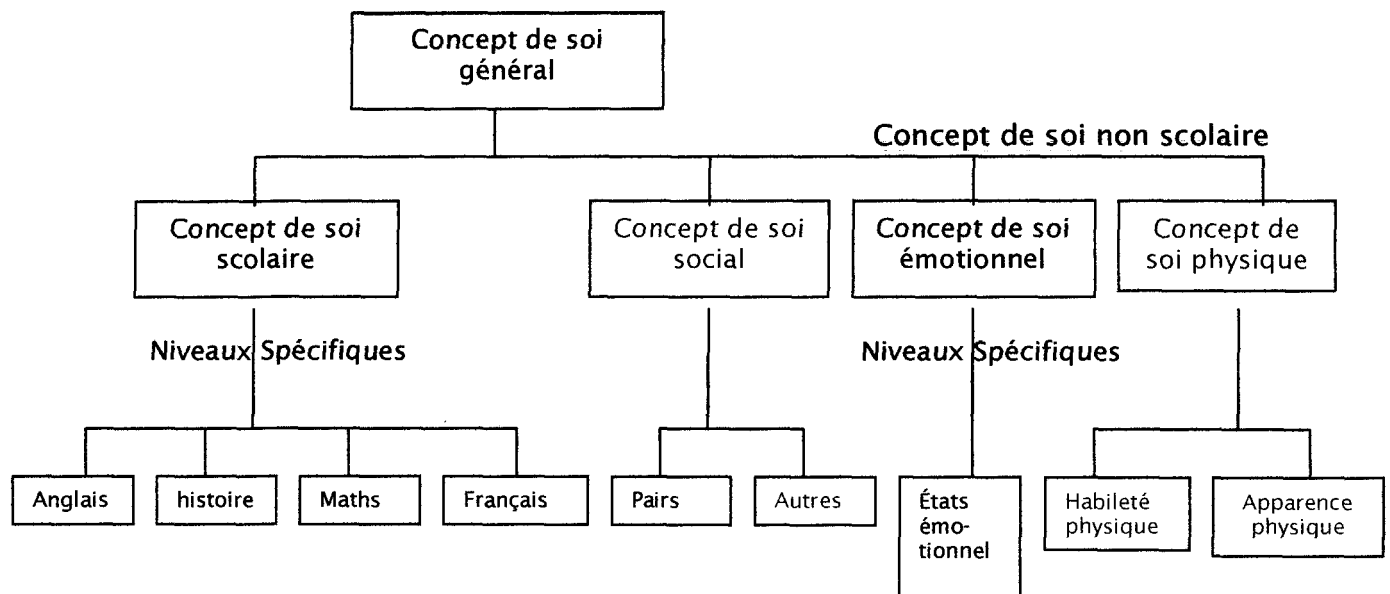 Concept de soi
général
Concept de soi non scolaire
Concept de soi
scolaire
Concept de soi
social
Concept de soi
émotionnel
Concept de
soi physique
Niveaux Spécifiques
Niveaux Spécifiques
Anglais
histoire
Maths
Français
Pairs
Autres
États
émo-
tionnel
Habileté
physique
Apparence
physique